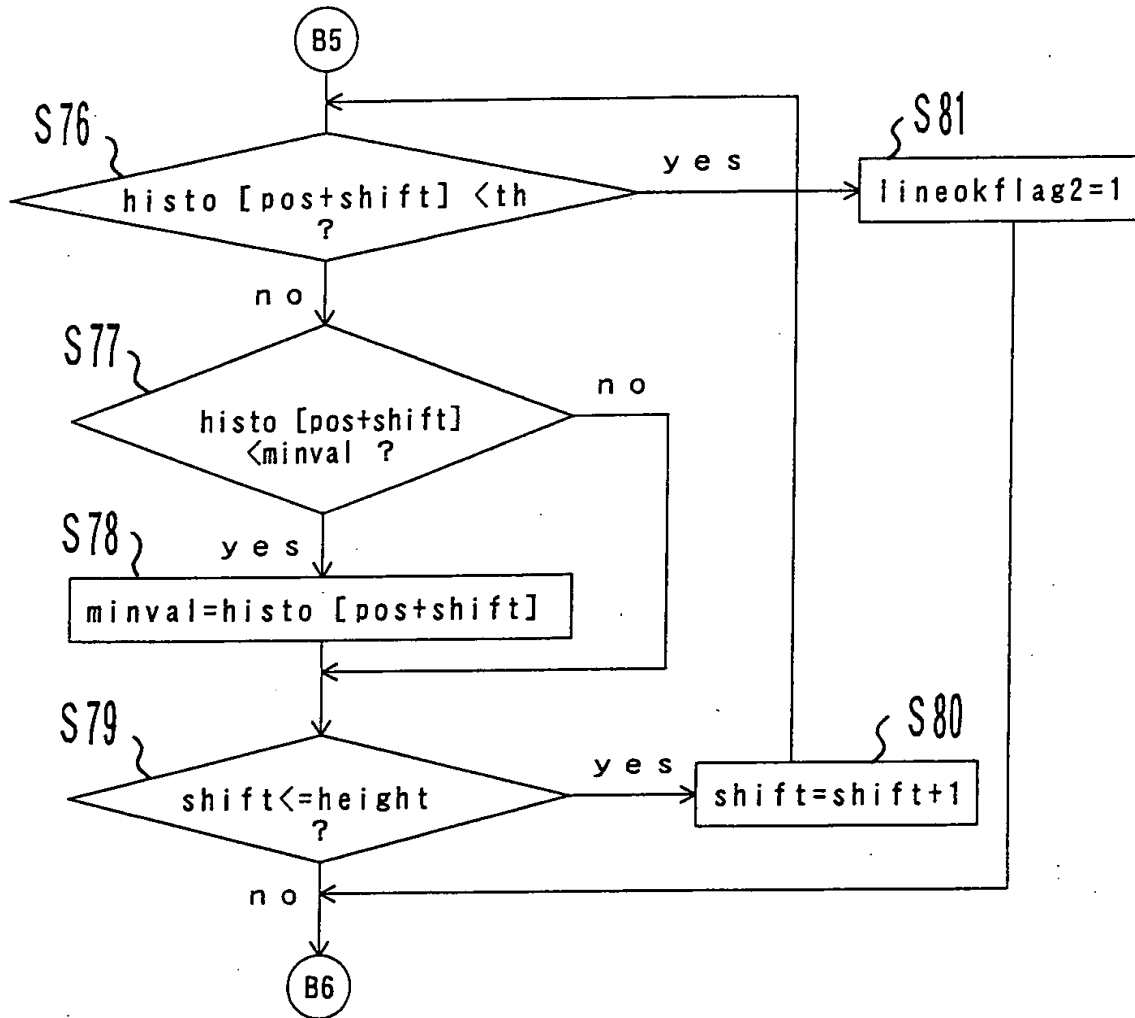 B5
S76
histo [pos+shift] <th
?
yes
S81
lineokflag2=1
no
S77
histo [pos+shift]
<minval ?
no
S78
yes
minval=histo [pos+shift]
S79
shift<=height
?
yes
S80
shift=shift+1
no
B6